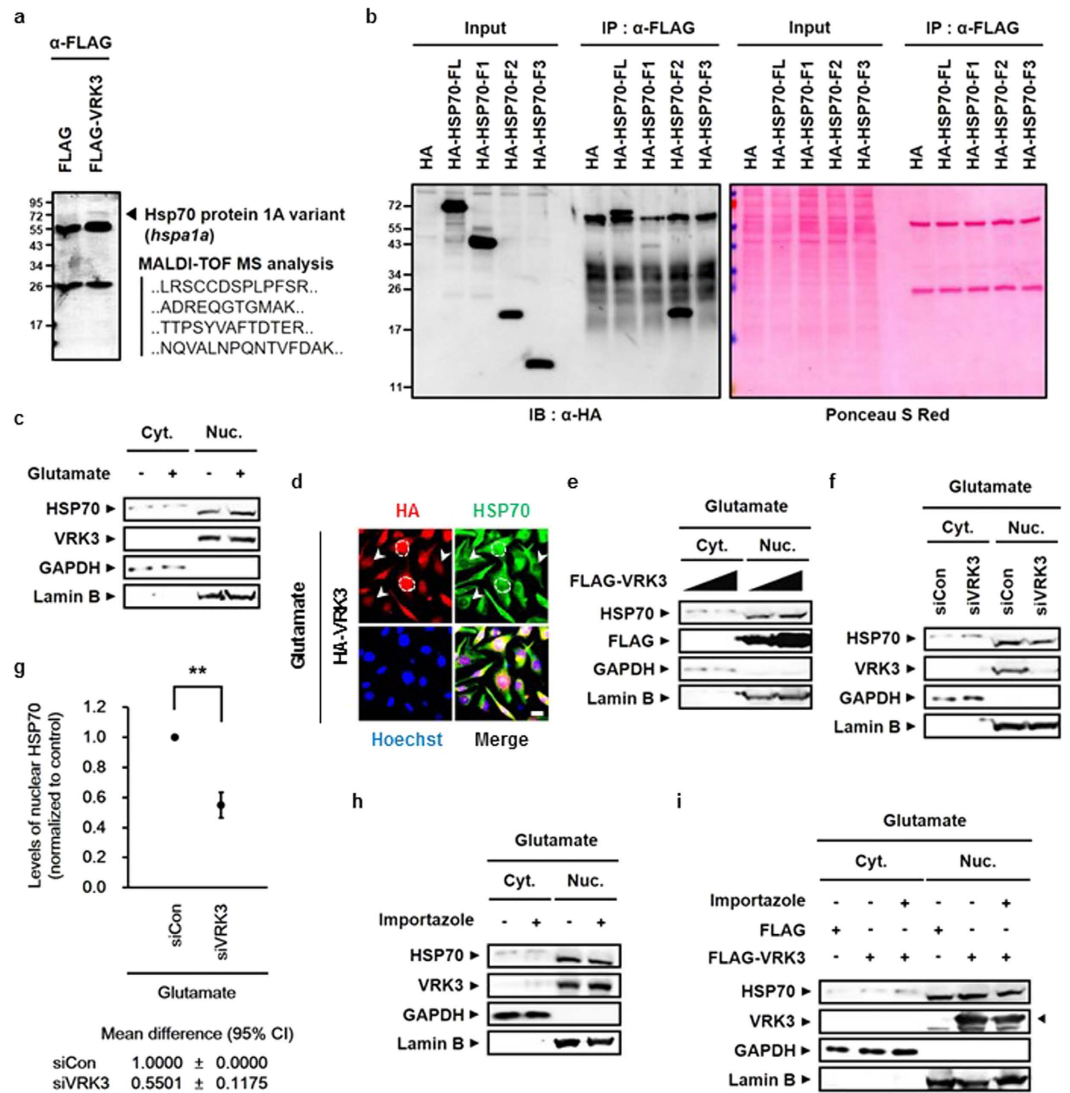 a
α-FLAG
FLAG
FLAG-VRK3
95
72
55
43
34
26
17
Hsp70 protein 1A variant
(hspa1a)
MALDI-TOF MS analysis
..LRSCCDSPLPFSR..
..ADREQGTGMAK..
..TTPSYVAFTDTER..
..NQVALNPQNTVFDAK..
b
Input
IP : α-FLAG
Input
IP : α-FLAG
HA
HA-HSP70-FL
HA-HSP70-F1
HA-HSP70-F2
HA-HSP70-F3
HA
HA-HSP70-FL
HA-HSP70-F1
HA-HSP70-F2
HA-HSP70-F3
HA
HA-HSP70-FL
HA-HSP70-F1
HA-HSP70-F2
HA-HSP70-F3
HA
HA-HSP70-FL
HA-HSP70-F1
HA-HSP70-F2
HA-HSP70-F3
72
55
43
34
26
17
11
IB : α-HA
Ponceau S Red
c
Cyt. Nuc.
Glutamate - + - +
HSP70
VRK3
GAPDH
Lamin B
d
HA HSP70
Glutamate
HA-VRK3
Hoechst Merge
e
Glutamate
Cyt. Nuc.
FLAG-VRK3
HSP70
FLAG
GAPDH
Lamin B
f
Glutamate
Cyt. Nuc.
siCon
siVRK3
siCon
siVRK3
HSP70
VRK3
GAPDH
Lamin B
g
**
Levels of nuclear HSP70
(normalized to control)
1.2
1.0
0.8
0.6
0.4
0.2
0.0
siCon
siVRK3
Glutamate
Mean difference (95% CI)
siCon 1.0000 ± 0.0000
siVRK3 0.5501 ± 0.1175
h
Glutamate
Cyt. Nuc.
Importazole - + - +
HSP70
VRK3
GAPDH
Lamin B
i
Glutamate
Cyt. Nuc.
Importazole - - + - - +
FLAG + - - + - -
FLAG-VRK3 - + + - + +
HSP70
VRK3
GAPDH
Lamin B